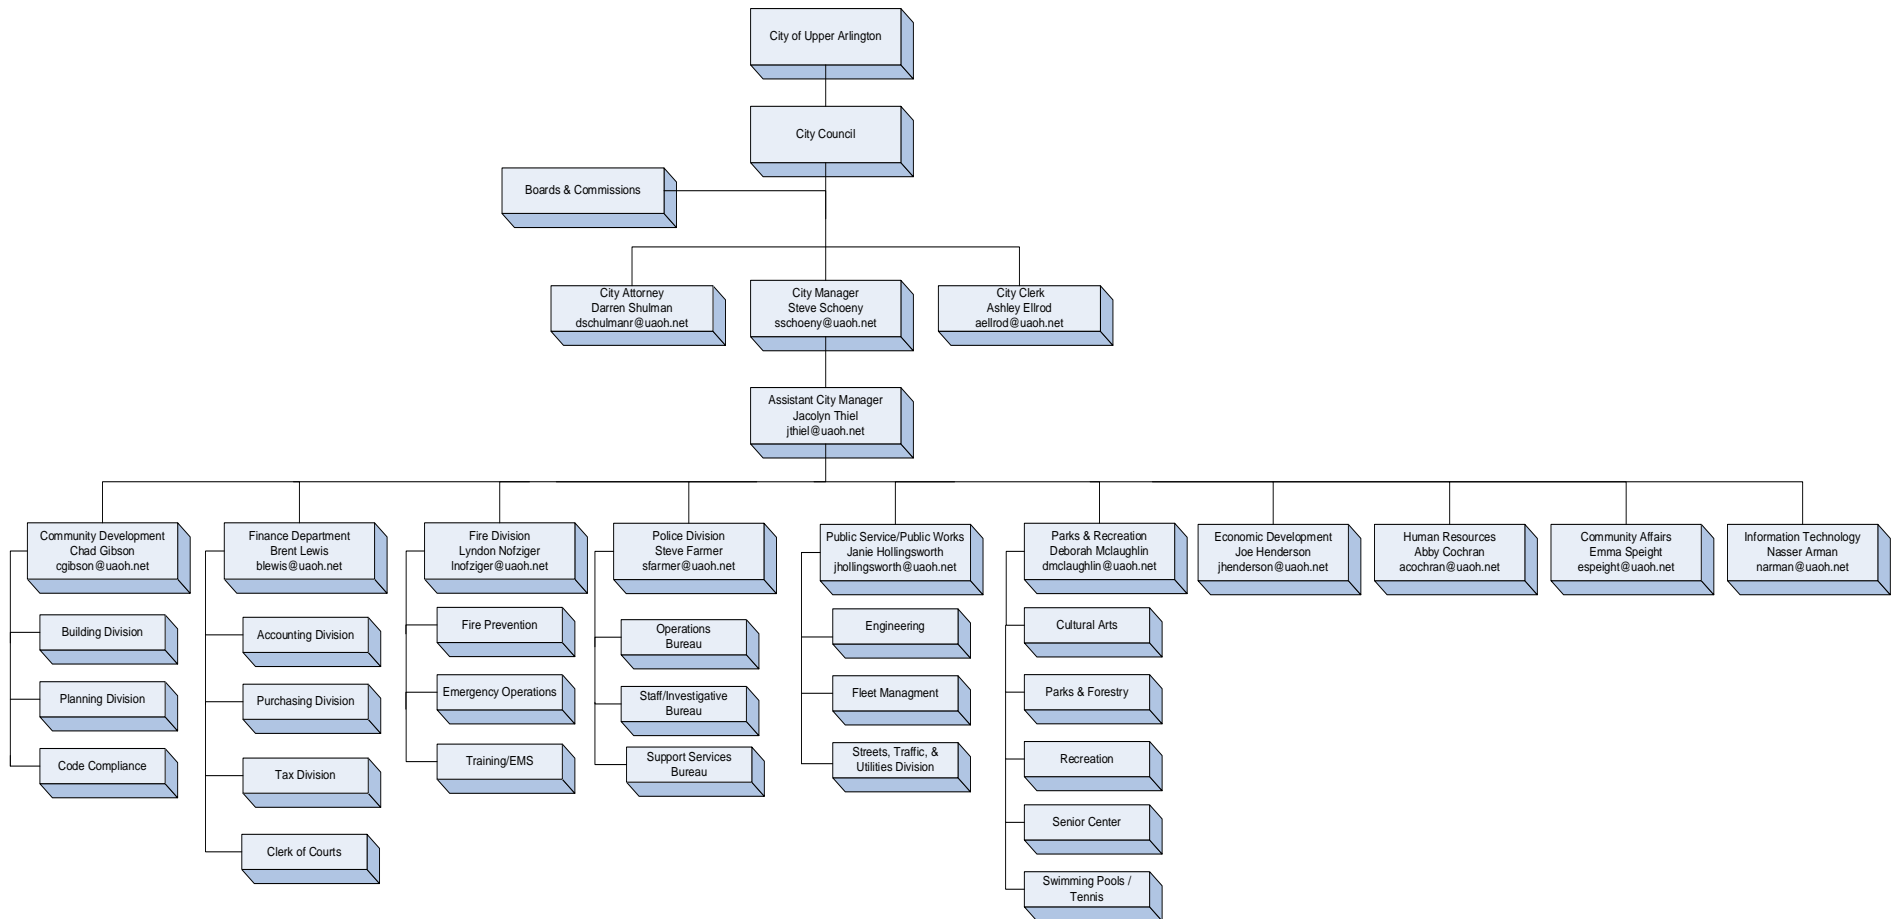 City of Upper Arlington
City Council
Boards & Commissions
City Attorney
Darren Shulman
dschulmanr@uaoh.net
City Manager
Steve Schoeny
sschoeny@uaoh.net
City Clerk
Ashley Ellrod
aellrod@uaoh.net
Assistant City Manager
Jacolyn Thiel
jthiel@uaoh.net
Community Development
Chad Gibson
cgibson@uaoh.net
Building Division
Planning Division
Code Compliance
Finance Department
Brent Lewis
blewis@uaoh.net
Accounting Division
Purchasing Division
Tax Division
Clerk of Courts
Fire Division
Lyndon Nofziger
lnofziger@uaoh.net
Fire Prevention
Emergency Operations
Training/EMS
Police Division
Steve Farmer
sfarmer@uaoh.net
Operations
Bureau
Staff/Investigative
Bureau
Support Services
Bureau
Public Service/Public Works
Janie Hollingsworth
jhollingsworth@uaoh.net
Engineering
Fleet Managment
Streets, Traffic, &
Utilities Division
Parks & Recreation
Deborah Mclaughlin
dmclaughlin@uaoh.net
Cultural Arts
Parks & Forestry
Recreation
Senior Center
Swimming Pools /
Tennis
Economic Development
Joe Henderson
jhenderson@uaoh.net
Human Resources
Abby Cochran
acochran@uaoh.net
Community Affairs
Emma Speight
espeight@uaoh.net
Information Technology
Nasser Arman
narman@uaoh.net